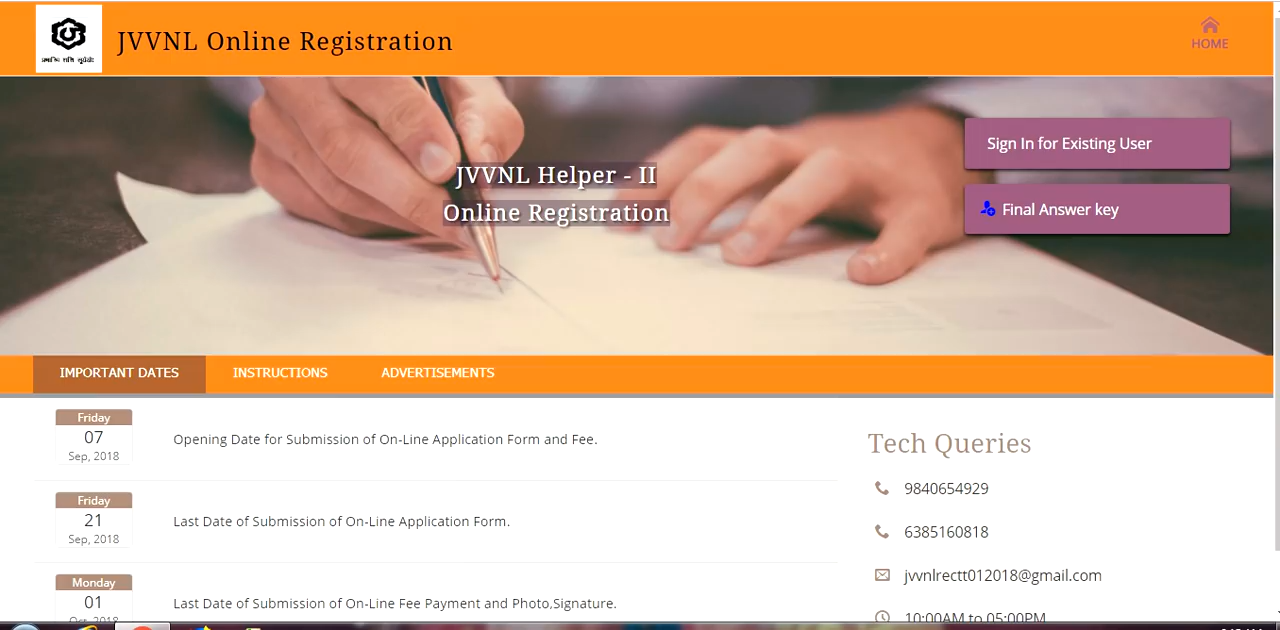 JVVNL Online Registration
HOME
JVVNL Helper - II
Online Registration
Sign In for Existing User
Final Answer key
IMPORTANT DATES
INSTRUCTIONS
ADVERTISEMENTS
Friday
07
Sep, 2018
Opening Date for Submission of On-Line Application Form and Fee.
Friday
21
Sep, 2018
Last Date of Submission of On-Line Application Form.
Monday
01
Oct, 2018
Last Date of Submission of On-Line Fee Payment and Photo,Signature.
Tech Queries
9840654929
6385160818
jvvnlrectt012018@gmail.com
10:00AM to 05:00PM